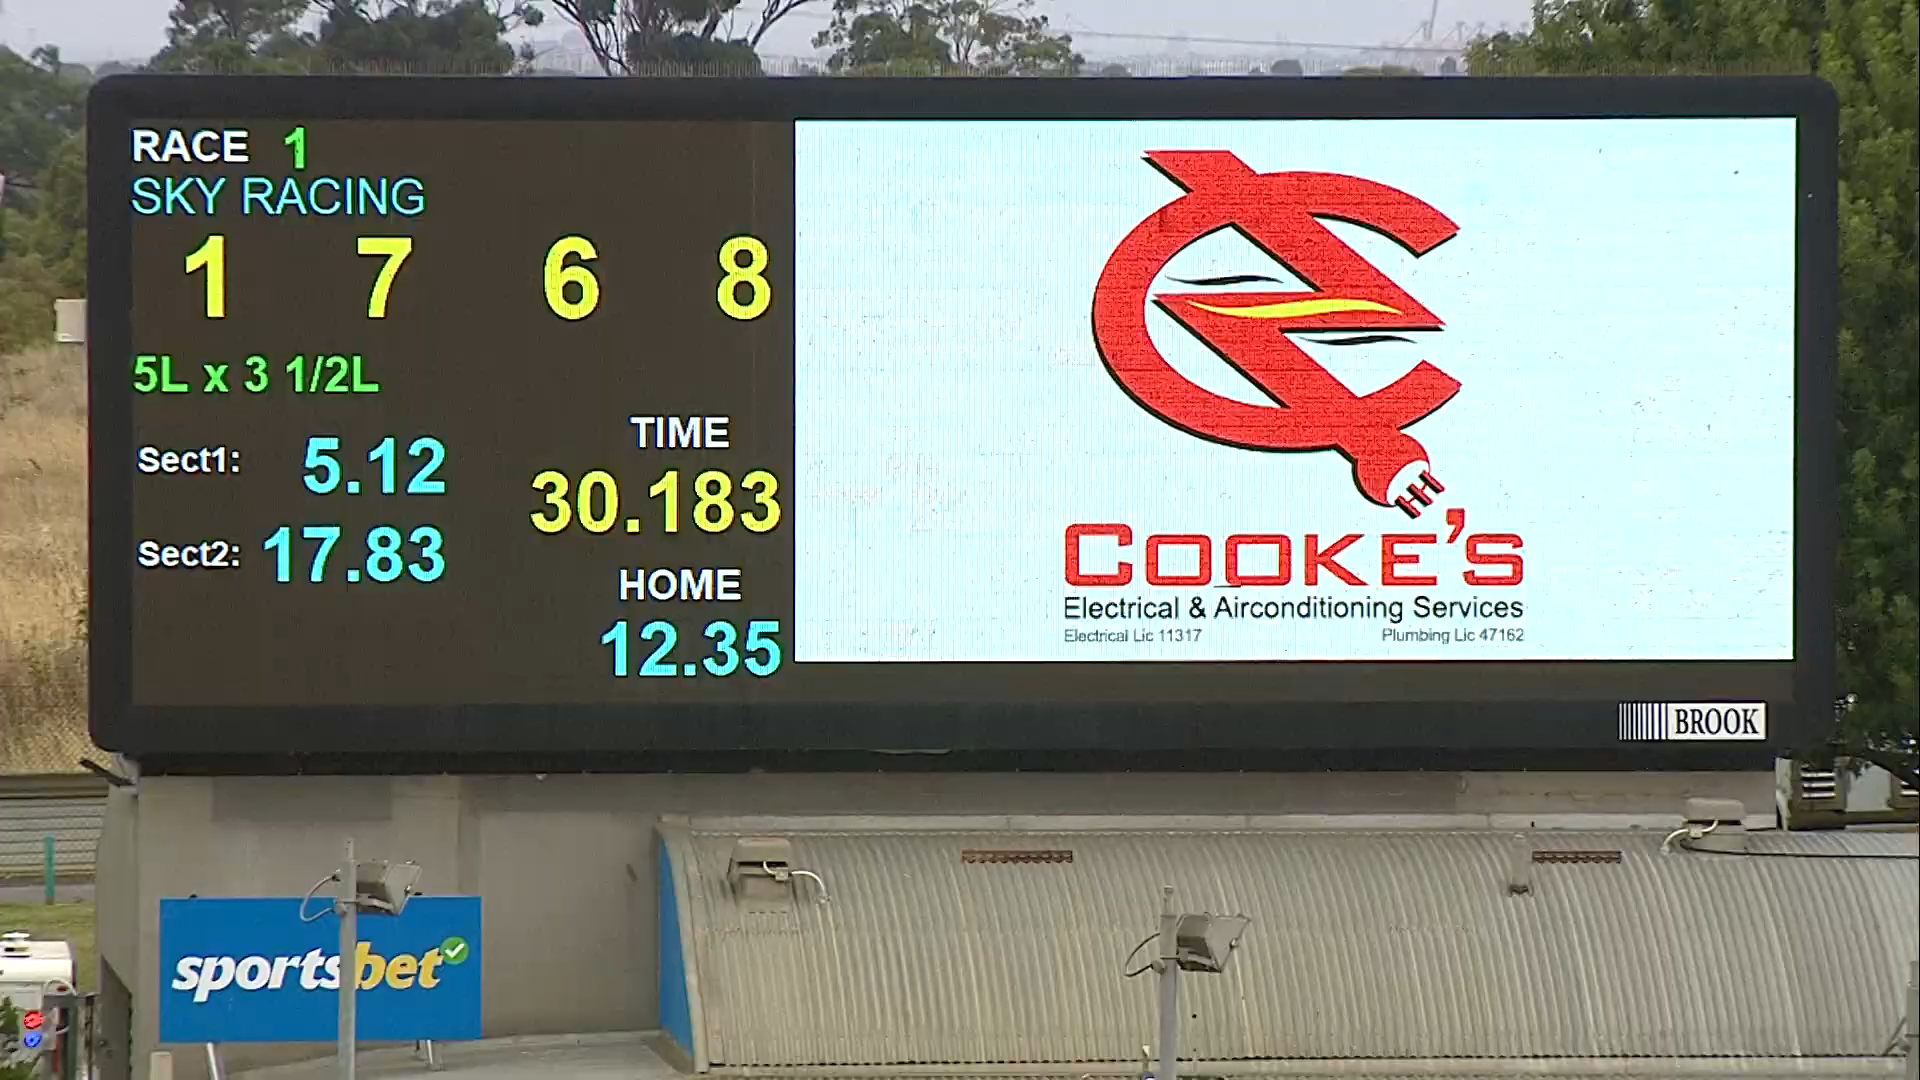 RACE 1
SKY RACING
1 7 6 8
5L x 3 1/2L
Sect1: 5.12
Sect2: 17.83
TIME
30.183
HOME
12.35
COOKE'S
Electrical & Airconditioning Services
Electrical Lic 11317 Plumbing Lic 47162
BROOK
sportsbet